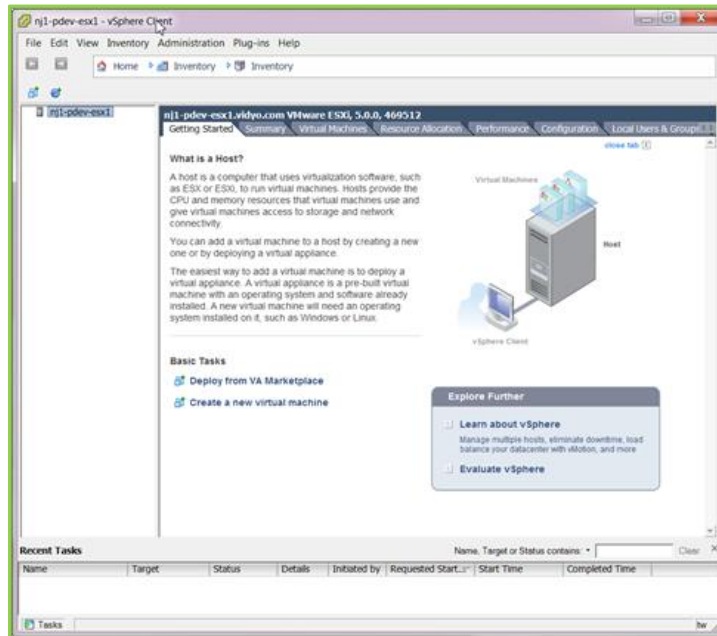 nj1-pdev-esx1 - vSphere Client
File Edit View Inventory Administration Plug-ins Help
Home Inventory Inventory
nj1-pdev-esx1
nj1-pdev-esx1.vidyo.com VMware ESXi, 5.0.0, 469512
Getting Started Summary Virtual Machines Resource Allocation Performance Configuration Local Users & Groups
close tab
What is a Host?
A host is a computer that uses virtualization software, such
as ESX or ESXi, to run virtual machines. Hosts provide the
CPU and memory resources that virtual machines use and
give virtual machines access to storage and network
connectivity.
You can add a virtual machine to a host by creating a new
one or by deploying a virtual appliance.
The easiest way to add a virtual machine is to deploy a
virtual appliance. A virtual appliance is a pre-built virtual
machine with an operating system and software already
installed. A new virtual machine will need an operating
system installed on it, such as Windows or Linux.
Virtual Machines
Host
vSphere Client
Basic Tasks
Deploy from VA Marketplace
Create a new virtual machine
Explore Further
Learn about vSphere
Manage multiple hosts, eliminate downtime, load
balance your datacenter with vMotion, and more
Evaluate vSphere
Recent Tasks
Name, Target or Status contains: Clear
Name Target Status Details Initiated by Requested Start... Start Time Completed Time
Tasks